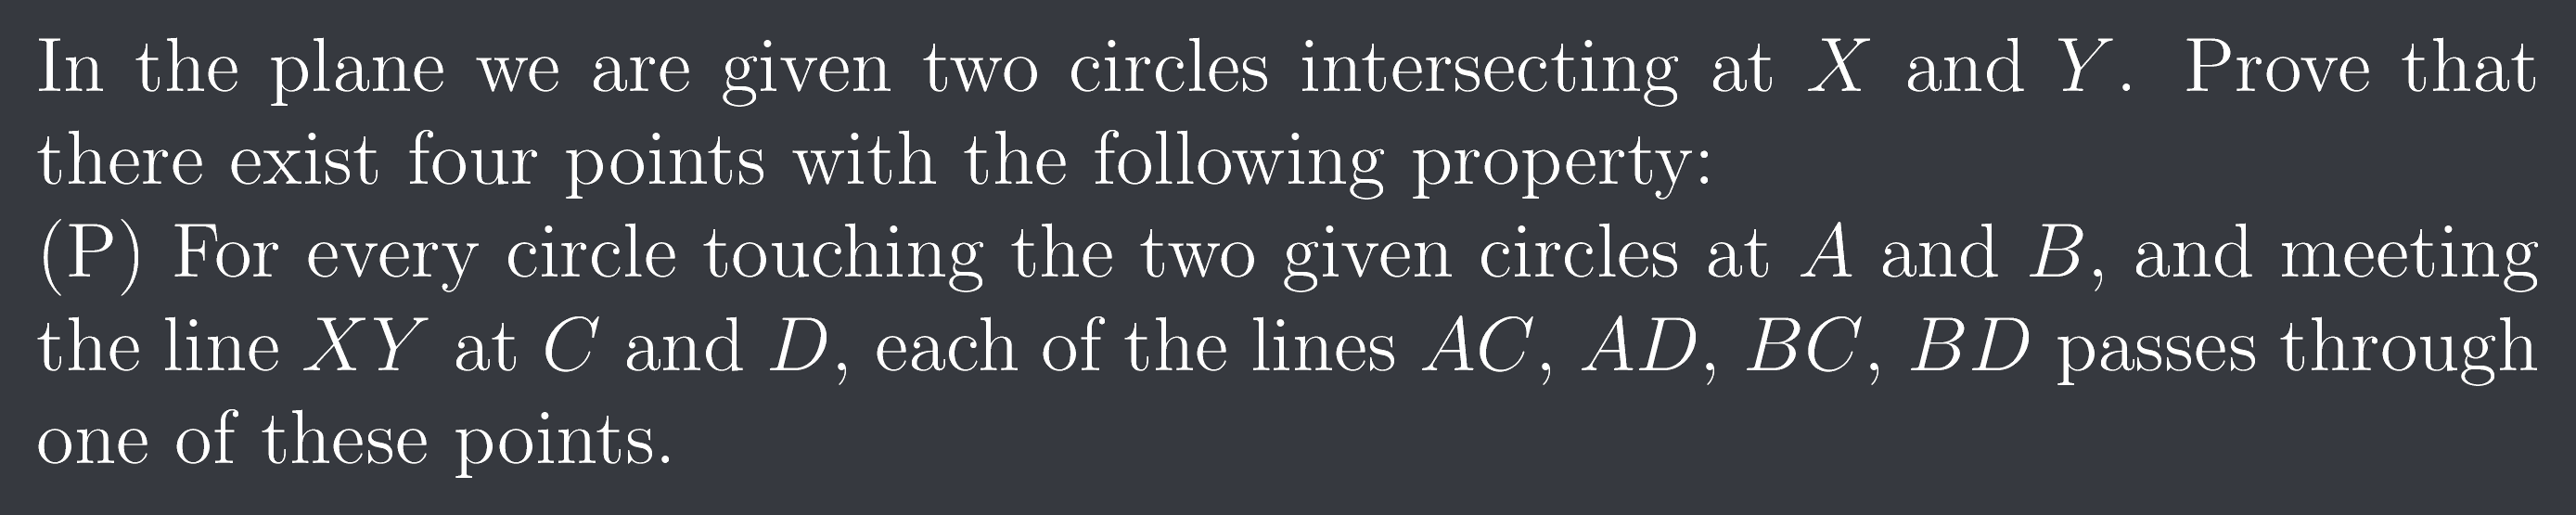 In the plane we are given two circles intersecting at X and Y. Prove that
there exist four points with the following property:
(P) For every circle touching the two given circles at A and B, and meeting
the line XY at C and D, each of the lines AC, AD, BC, BD passes through
one of these points.